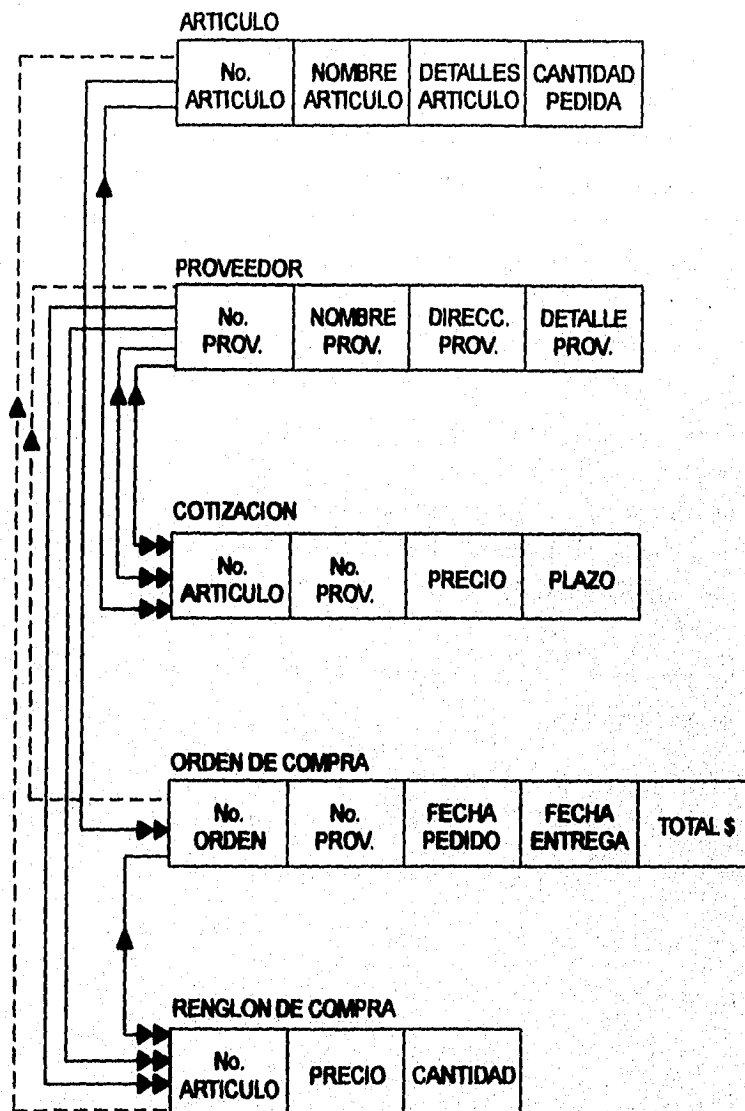 ARTICULO
No. ARTICULO
NOMBRE ARTICULO
DETALLES ARTICULO
CANTIDAD PEDIDA
PROVEEDOR
No. PROV.
NOMBRE PROV.
DIRECC. PROV.
DETALLE PROV.
COTIZACION
No. ARTICULO
No. PROV.
PRECIO
PLAZO
ORDEN DE COMPRA
No. ORDEN
No. PROV.
FECHA PEDIDO
FECHA ENTREGA
TOTAL $
RENGLON DE COMPRA
No. ARTICULO
PRECIO
CANTIDAD